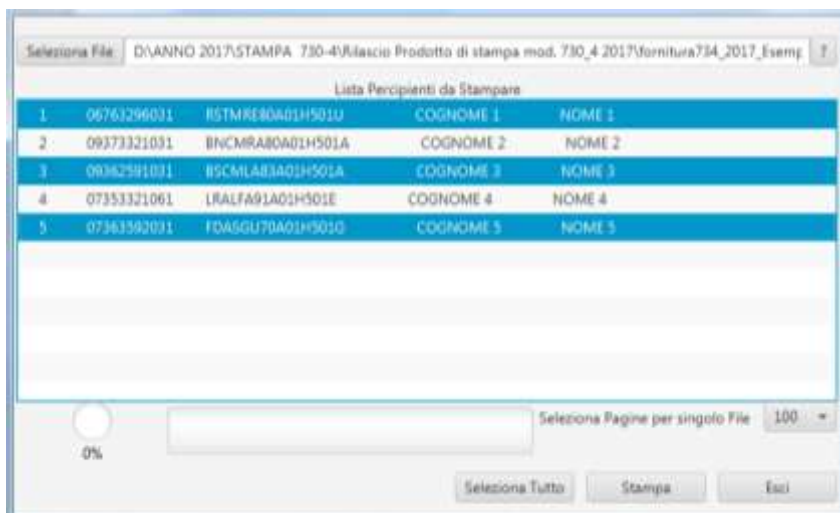 Seleziona File D:\ANNO 2017\STAMPA 730-4\Rilascio Prodotto di stampa mod. 730_4 2017\fornitura734_2017_Esemp ?
Lista Percipienti da Stampare
1 06763296031 RSTMRE80A01H501U COGNOME 1 NOME 1
2 09373321031 BNCMRA80A01H501A COGNOME 2 NOME 2
3 09362591031 BSCMLA83A01H501A COGNOME 3 NOME 3
4 07353321061 LRALFA91A01H501E COGNOME 4 NOME 4
5 07363592031 FDASGU70A01H501G COGNOME 5 NOME 5
Seleziona Pagine per singolo File 100
0%
Seleziona Tutto Stampa Esci